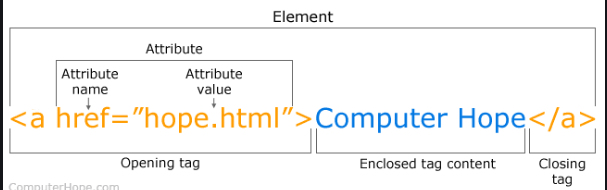 Element
Attribute
Attribute name
Attribute value
<a href=”hope.html”>Computer Hope</a>
Opening tag
Enclosed tag content
Closing tag
ComputerHope.com